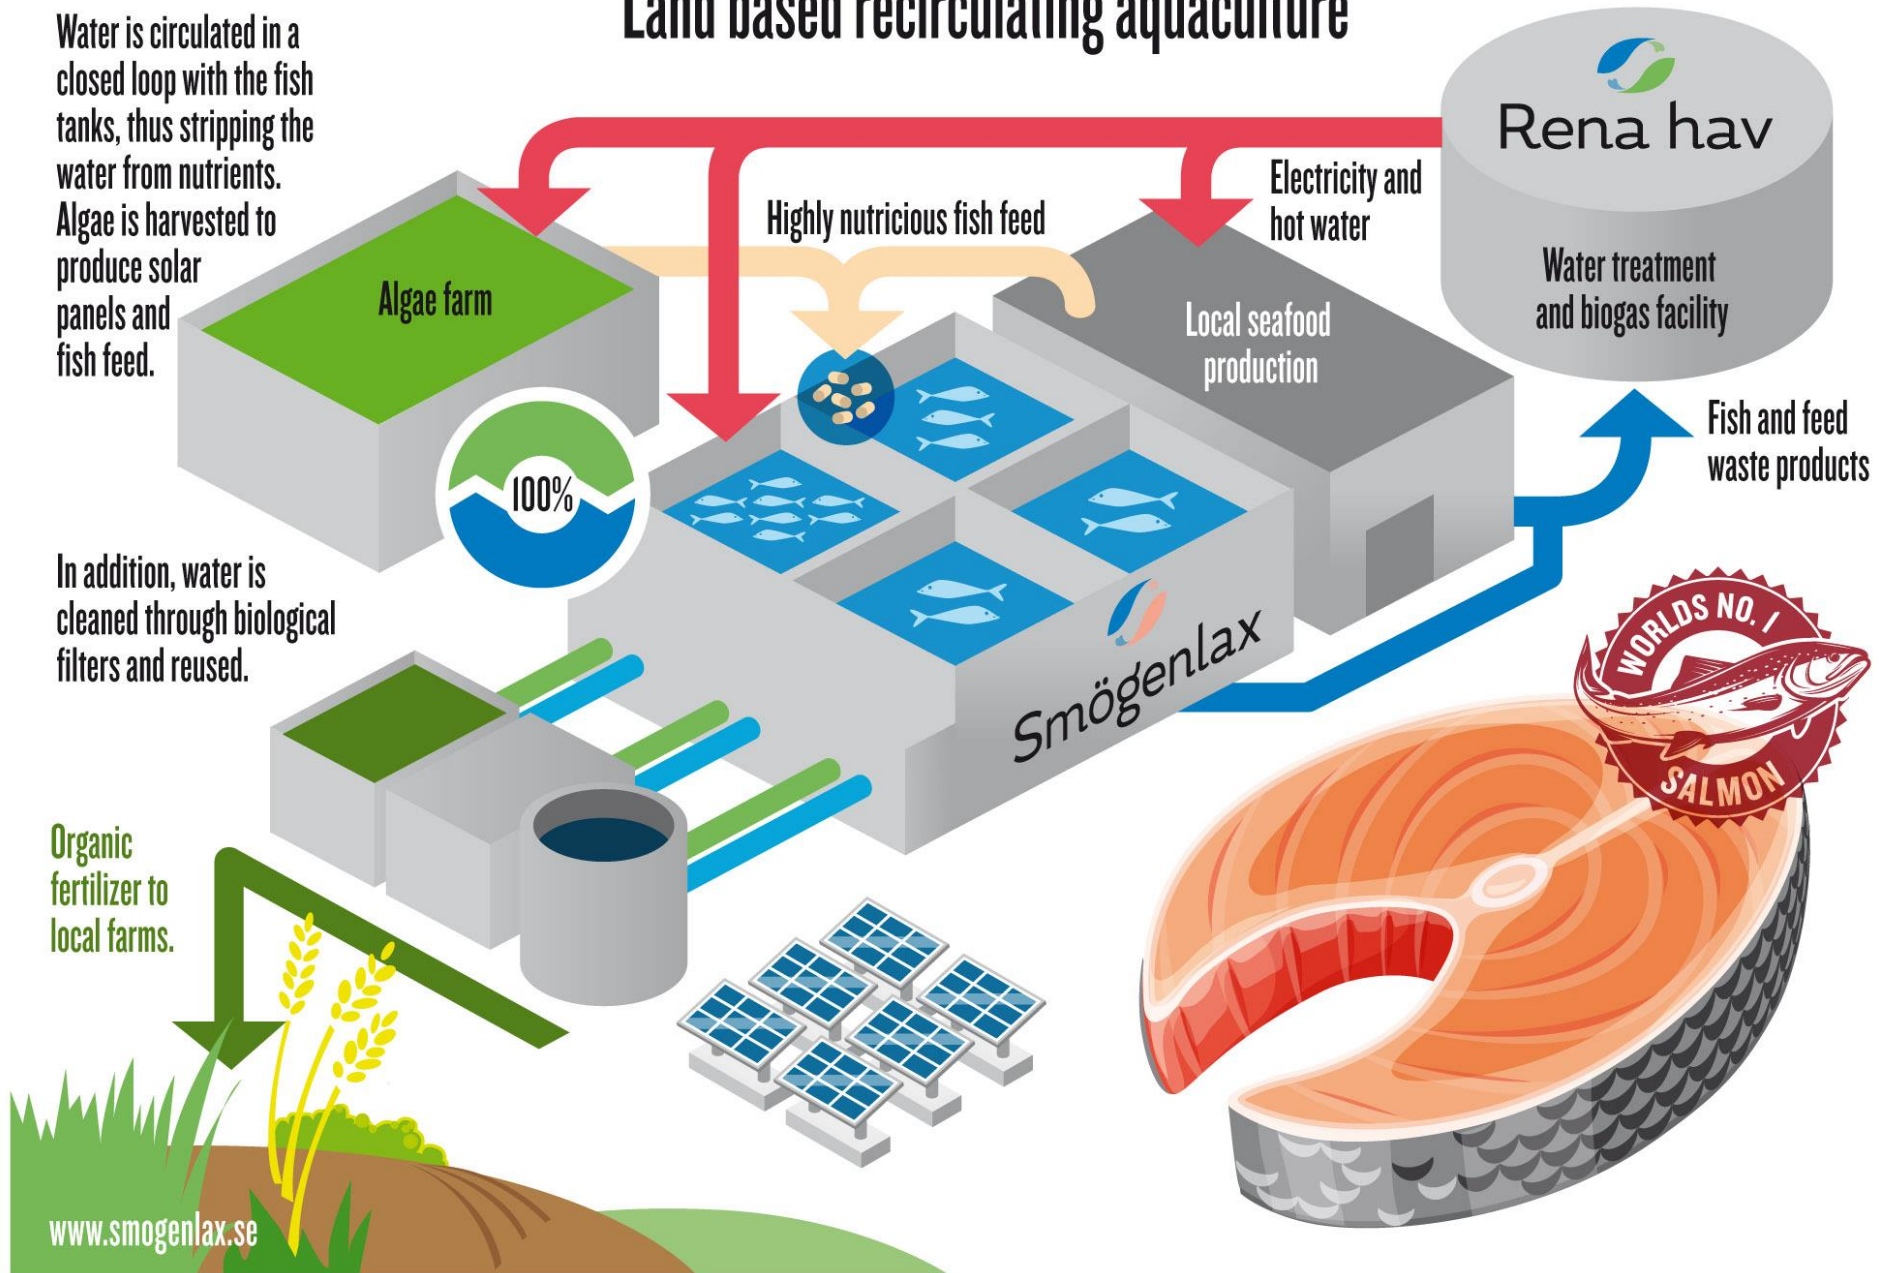 Land based recirculating aquaculture
Water is circulated in a
closed loop with the fish
tanks, thus stripping the
water from nutrients.
Algae is harvested to
produce solar
panels and
fish feed.
Algae farm
Highly nutricious fish feed
Electricity and
hot water
Rena hav
Water treatment
and biogas facility
Local seafood
production
Fish and feed
waste products
100%
In addition, water is
cleaned through biological
filters and reused.
Smögenlax
WORLDS NO. 1
SALMON
Organic
fertilizer to
local farms.
www.smogenlax.se